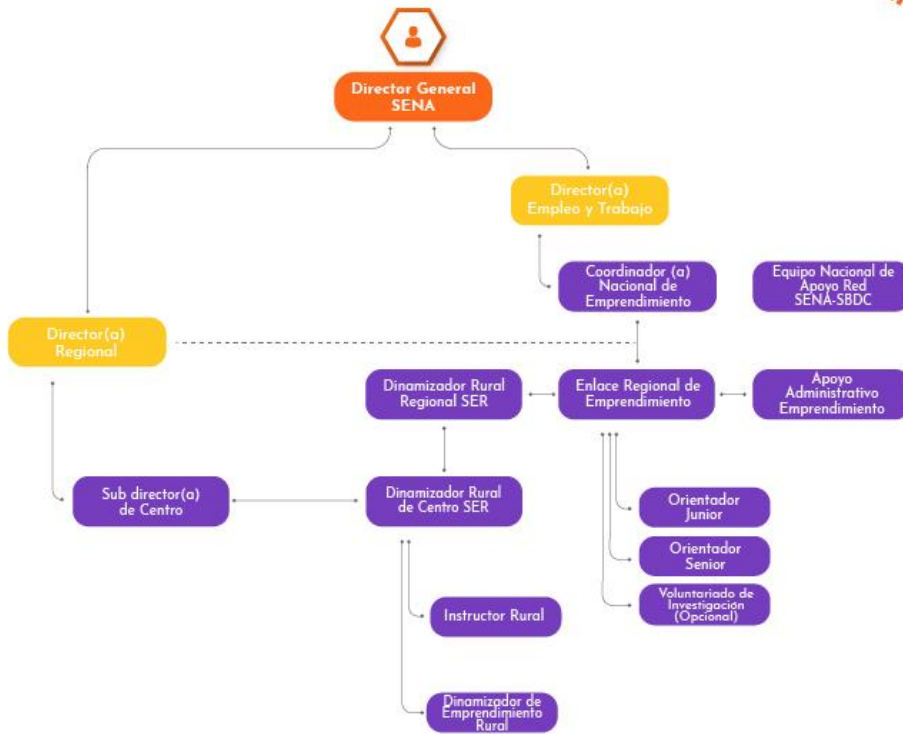 Director General
SENA
Director(a)
Empleo y Trabajo
Coordinador (a)
Nacional de
Emprendimiento
Equipo Nacional de
Apoyo Red
SENA-SBDC
Director(a)
Regional
Dinamizador Rural
Regional SER
Enlace Regional de
Emprendimiento
Apoyo
Administrativo
Emprendimiento
Sub director(a)
de Centro
Dinamizador Rural
de Centro SER
Orientador
Junior
Orientador
Senior
Voluntariado de
Investigación
(Opcional)
Instructor Rural
Dinamizador de
Emprendimiento
Rural